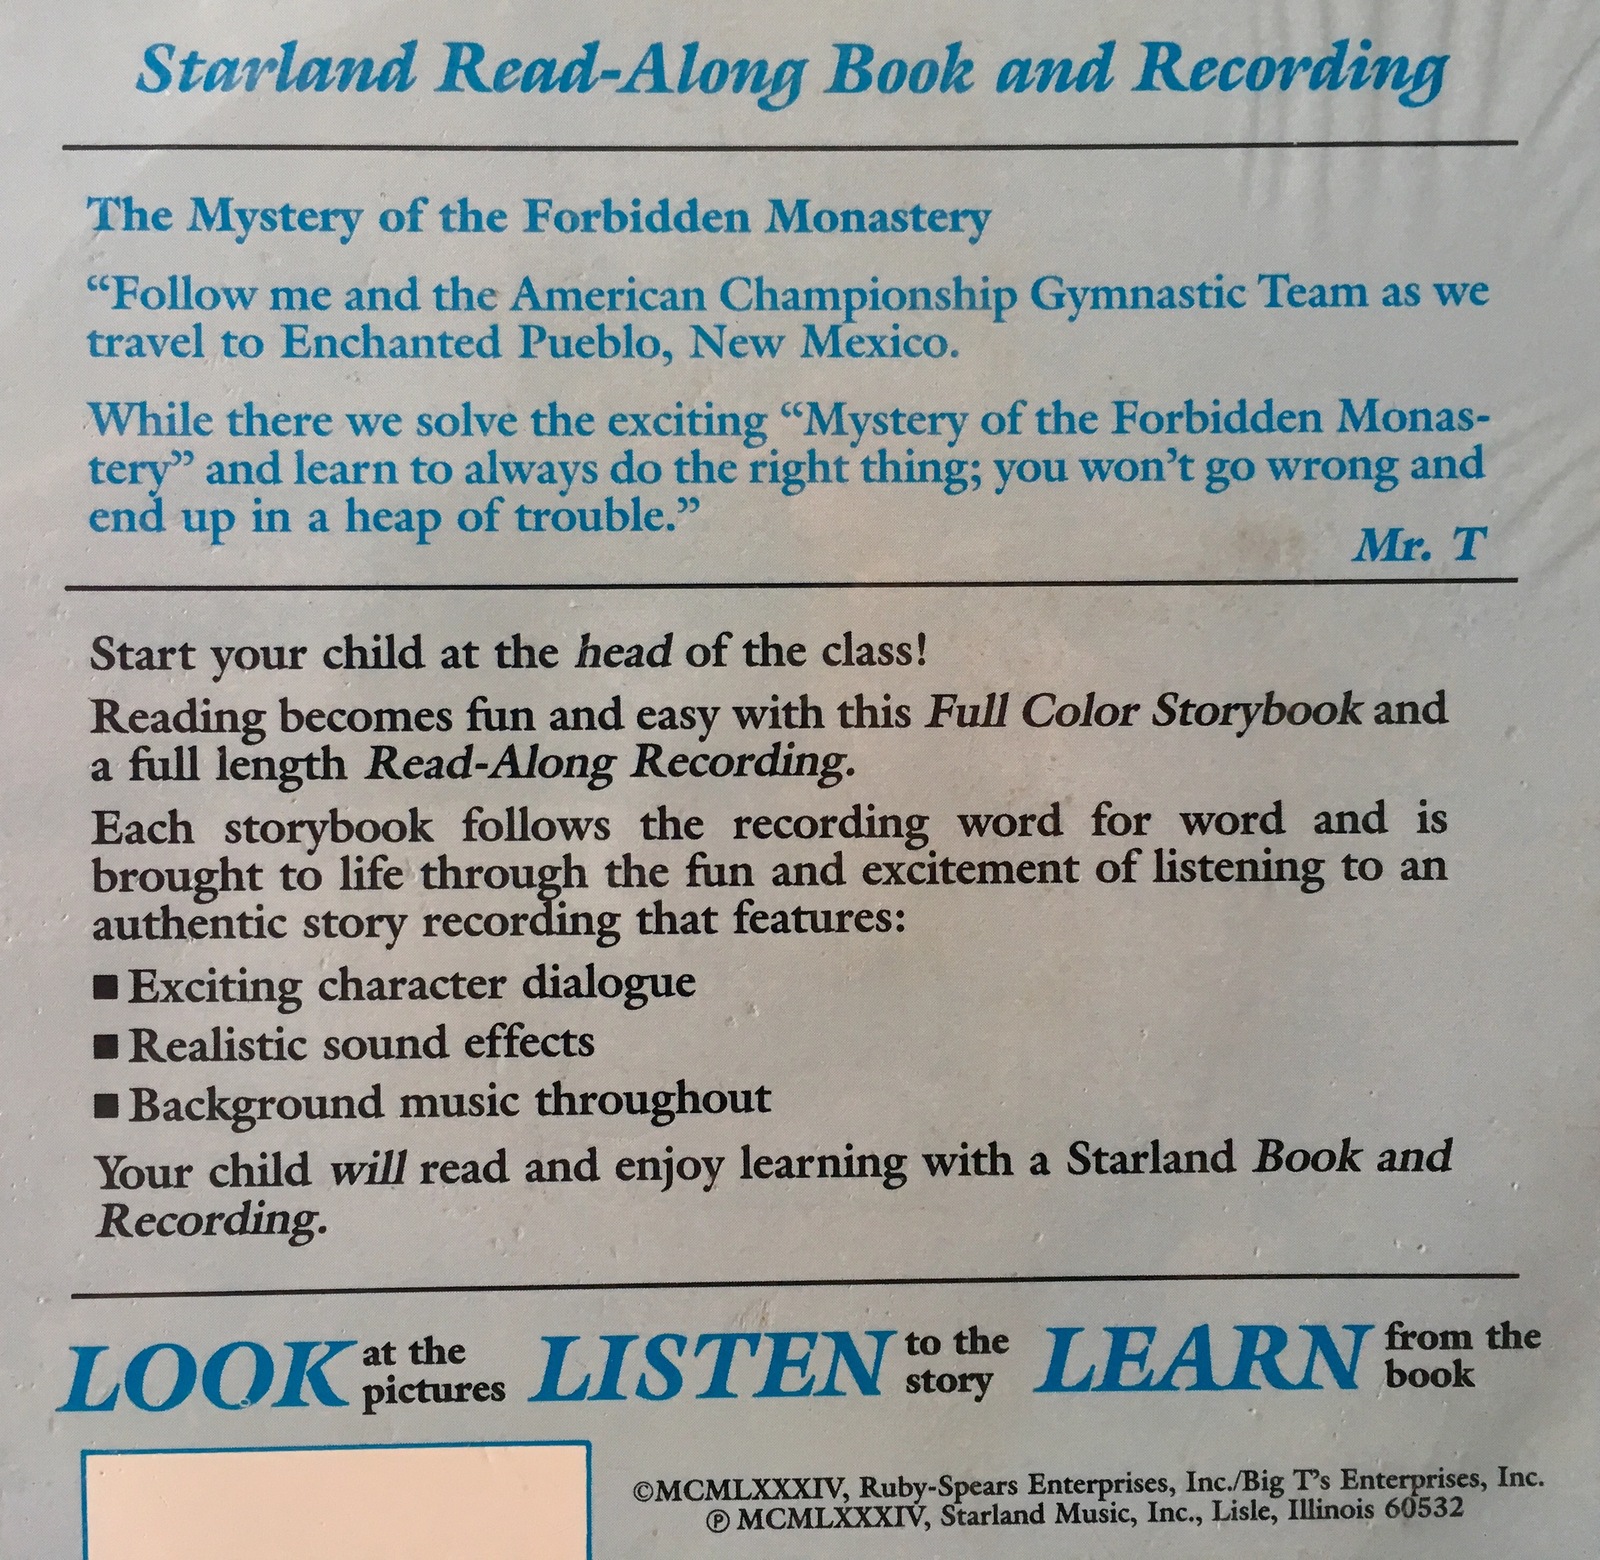 Starland Read-Along Book and Recording
The Mystery of the Forbidden Monastery
“Follow me and the American Championship Gymnastic Team as we
travel to Enchanted Pueblo, New Mexico.
While there we solve the exciting “Mystery of the Forbidden Monas-
tery” and learn to always do the right thing; you won’t go wrong and
end up in a heap of trouble.”
Mr. T
Start your child at the head of the class!
Reading becomes fun and easy with this Full Color Storybook and
a full length Read-Along Recording.
Each storybook follows the recording word for word and is
brought to life through the fun and excitement of listening to an
authentic story recording that features:
■ Exciting character dialogue
■ Realistic sound effects
■ Background music throughout
Your child will read and enjoy learning with a Starland Book and
Recording.
LOOK at the pictures LISTEN to the story LEARN from the book
©MCMLXXXIV, Ruby-Spears Enterprises, Inc./Big T's Enterprises, Inc.
℗ MCMLXXXIV, Starland Music, Inc., Lisle, Illinois 60532